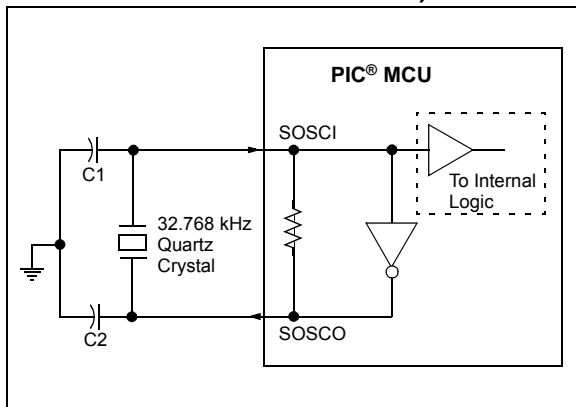 PIC® MCU
SOSCI
C1
To Internal
Logic
32.768 kHz
Quartz
Crystal
SOSCO
C2